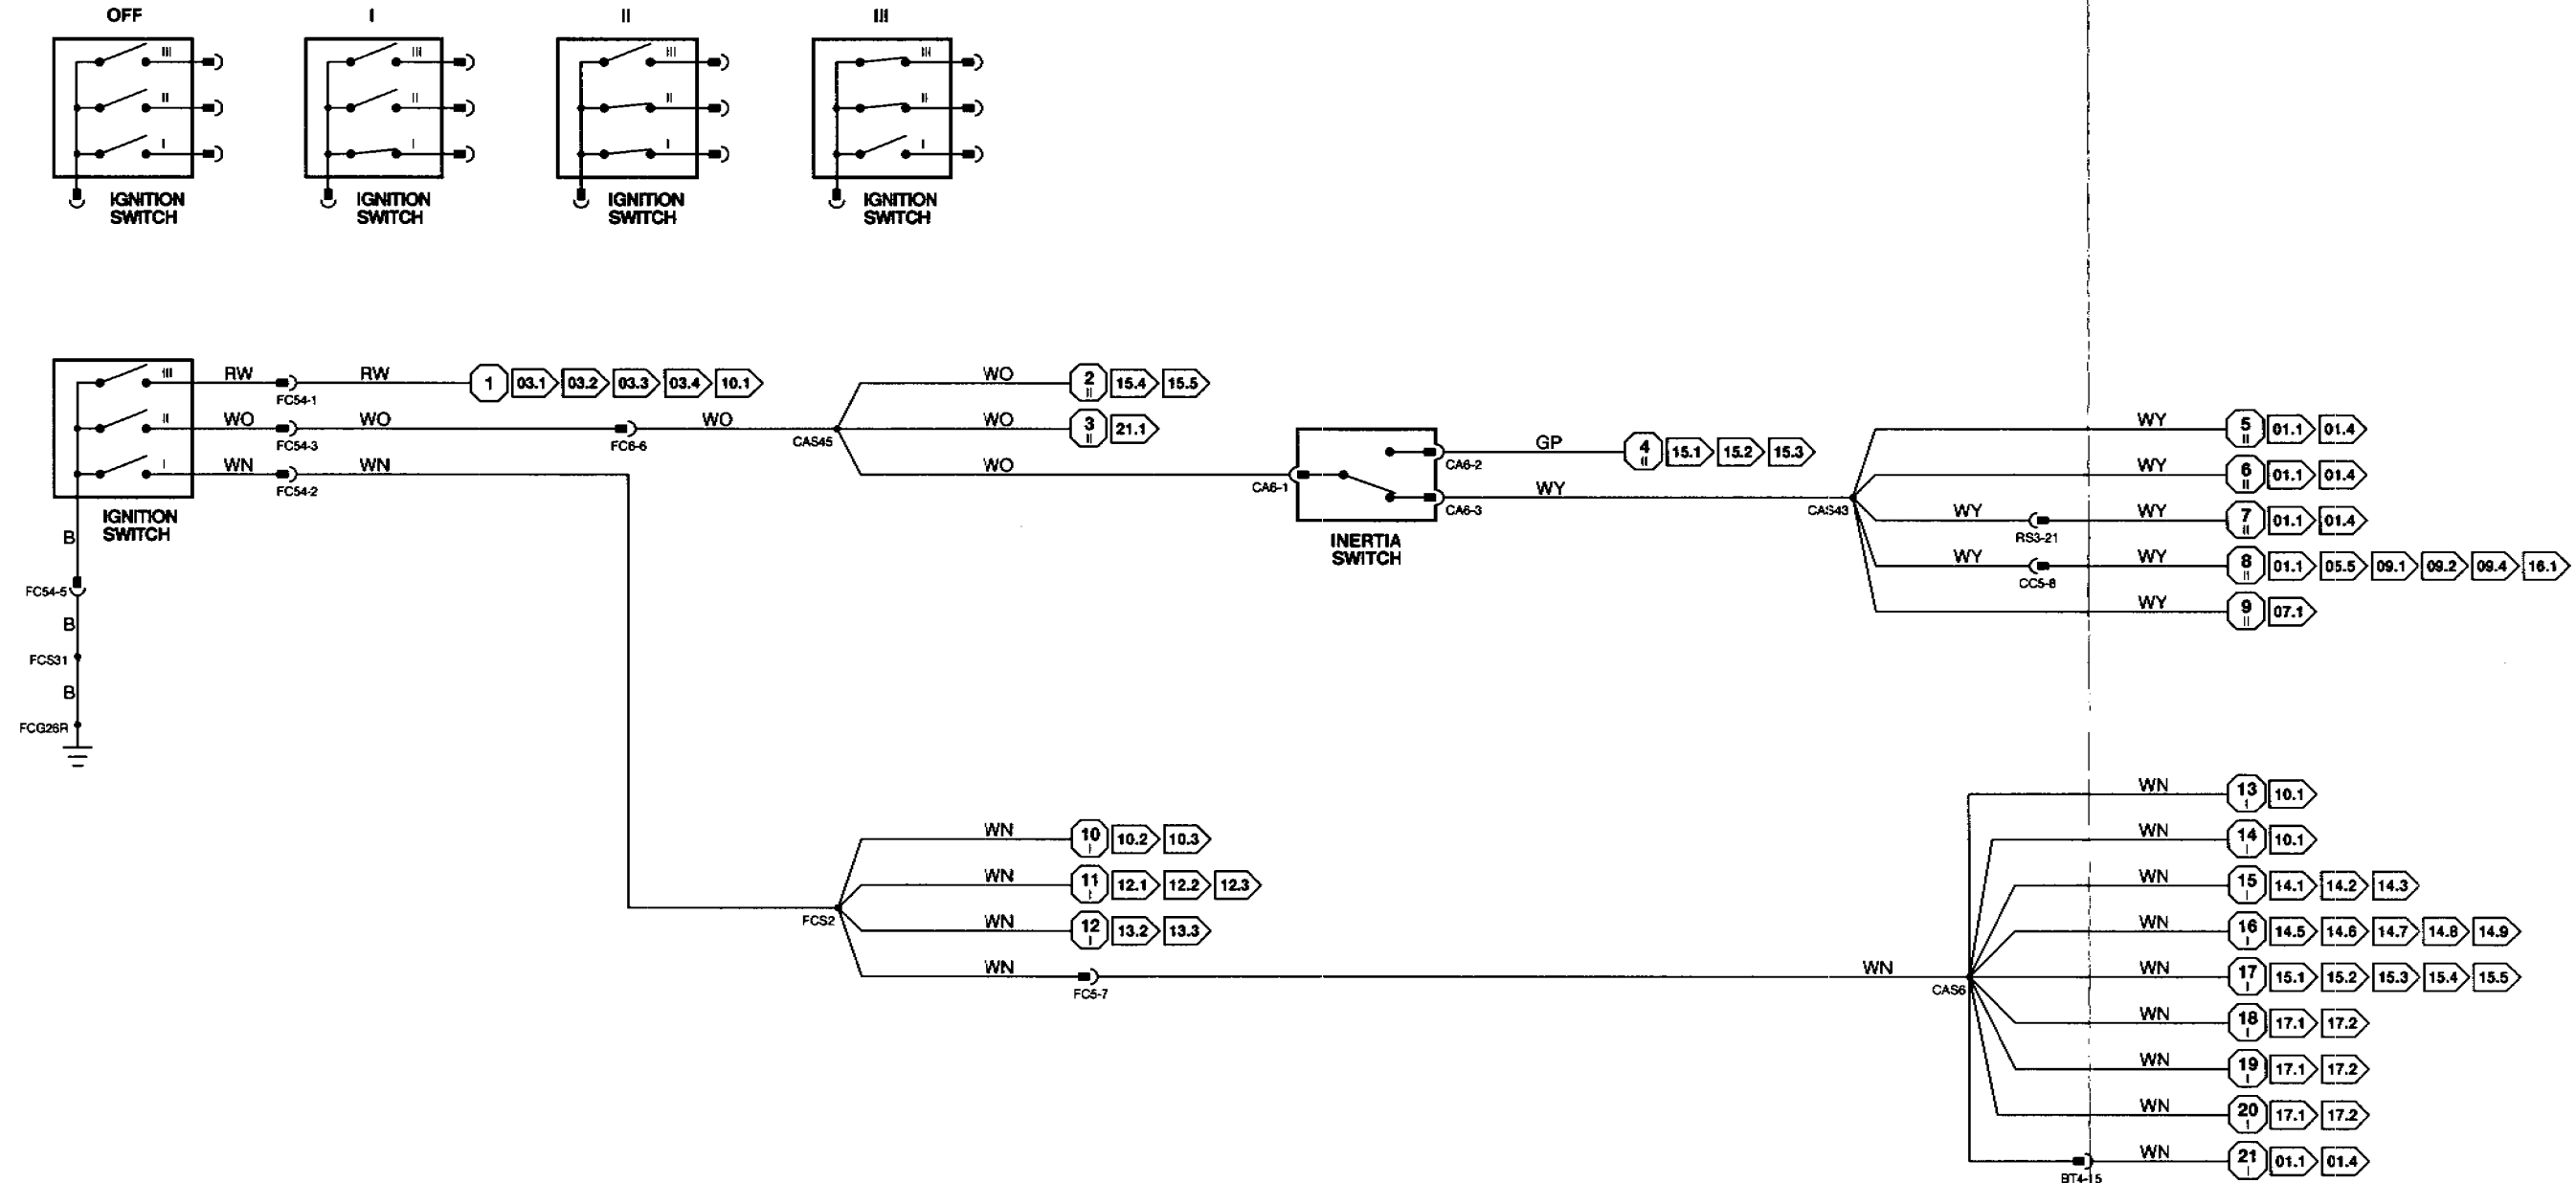 OFF I II III
III III III III
II II II II
I I I I
IGNITION SWITCH IGNITION SWITCH IGNITION SWITCH IGNITION SWITCH
III RW RW 1 03.1 03.2 03.3 03.4 10.1
FC54-1
II WO WO WO
FC54-3 FC6-6 CAS45
WO 2 II 15.4 15.5
WO 3 II 21.1
WO
I WN WN
FC54-2
IGNITION
SWITCH
B
FC54-5
B
FCS31
B
FCG26R
CA6-1
GP 4 II 15.1 15.2 15.3
CA6-2
WY
CA6-3 CAS43
INERTIA
SWITCH
WY 5 II 01.1 01.4
WY 6 II 01.1 01.4
WY WY 7 II 01.1 01.4
RS3-21
WY WY 8 II 01.1 05.5 09.1 09.2 09.4 16.1
CC5-8
WY 9 II 07.1
FCS2
WN 10 I 10.2 10.3
WN 11 I 12.1 12.2 12.3
WN 12 I 13.2 13.3
WN WN
FC5-7 CAS6
WN 13 I 10.1
WN 14 I 10.1
WN 15 I 14.1 14.2 14.3
WN 16 I 14.5 14.6 14.7 14.8 14.9
WN 17 I 15.1 15.2 15.3 15.4 15.5
WN 18 I 17.1 17.2
WN 19 I 17.1 17.2
WN 20 I 17.1 17.2
WN 21 I 01.1 01.4
BT4-15